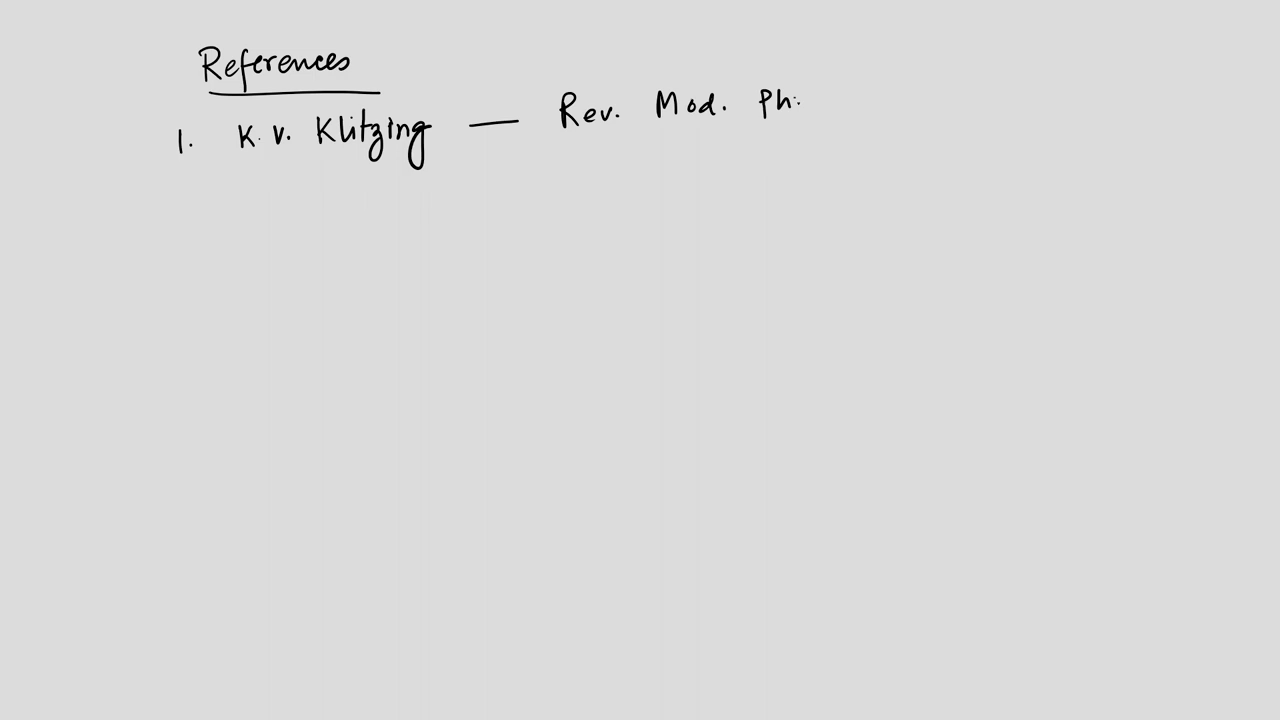 References
1. K. v. Klitzing — Rev. Mod. Ph